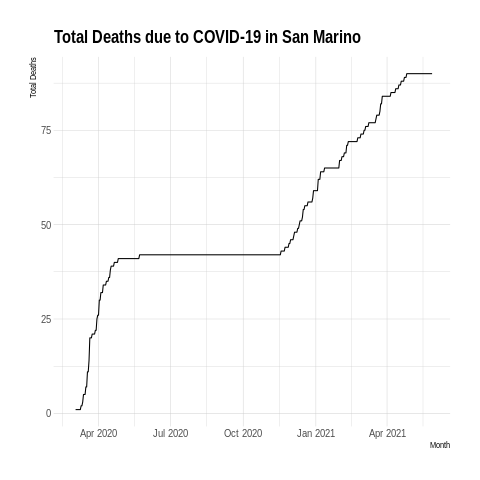 Total Deaths due to COVID-19 in San Marino
Total Deaths
75
50
25
0
Apr 2020 Jul 2020 Oct 2020 Jan 2021 Apr 2021
Month